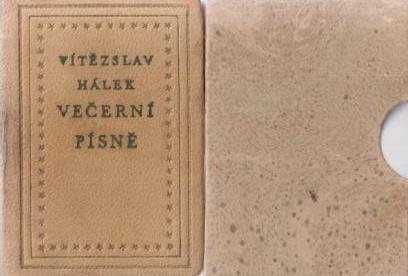 VÍTĚZSLAV
HÁLEK
VEČERNÍ
PÍSNĚ